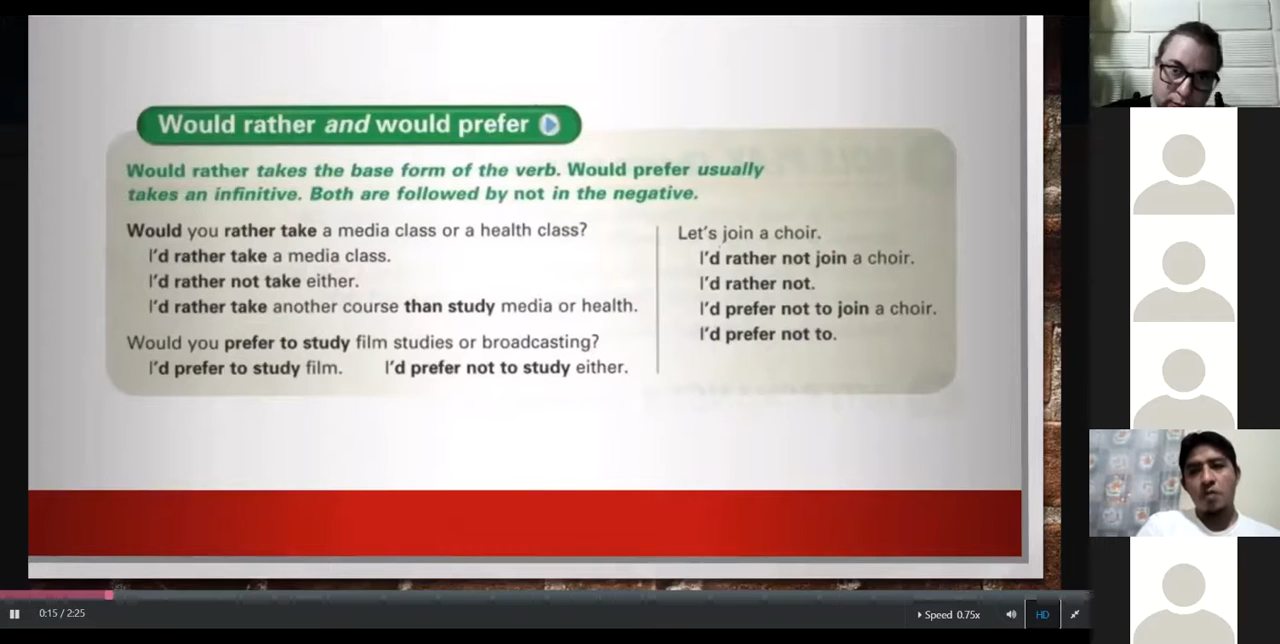 Would rather and would prefer
Would rather takes the base form of the verb. Would prefer usually
takes an infinitive. Both are followed by not in the negative.
Would you rather take a media class or a health class?
I'd rather take a media class.
I'd rather not take either.
I'd rather take another course than study media or health.
Would you prefer to study film studies or broadcasting?
I'd prefer to study film. I'd prefer not to study either.
Let's join a choir.
I'd rather not join a choir.
I'd rather not.
I'd prefer not to join a choir.
I'd prefer not to.
0:15 / 2:25
Speed 0.75x
HD